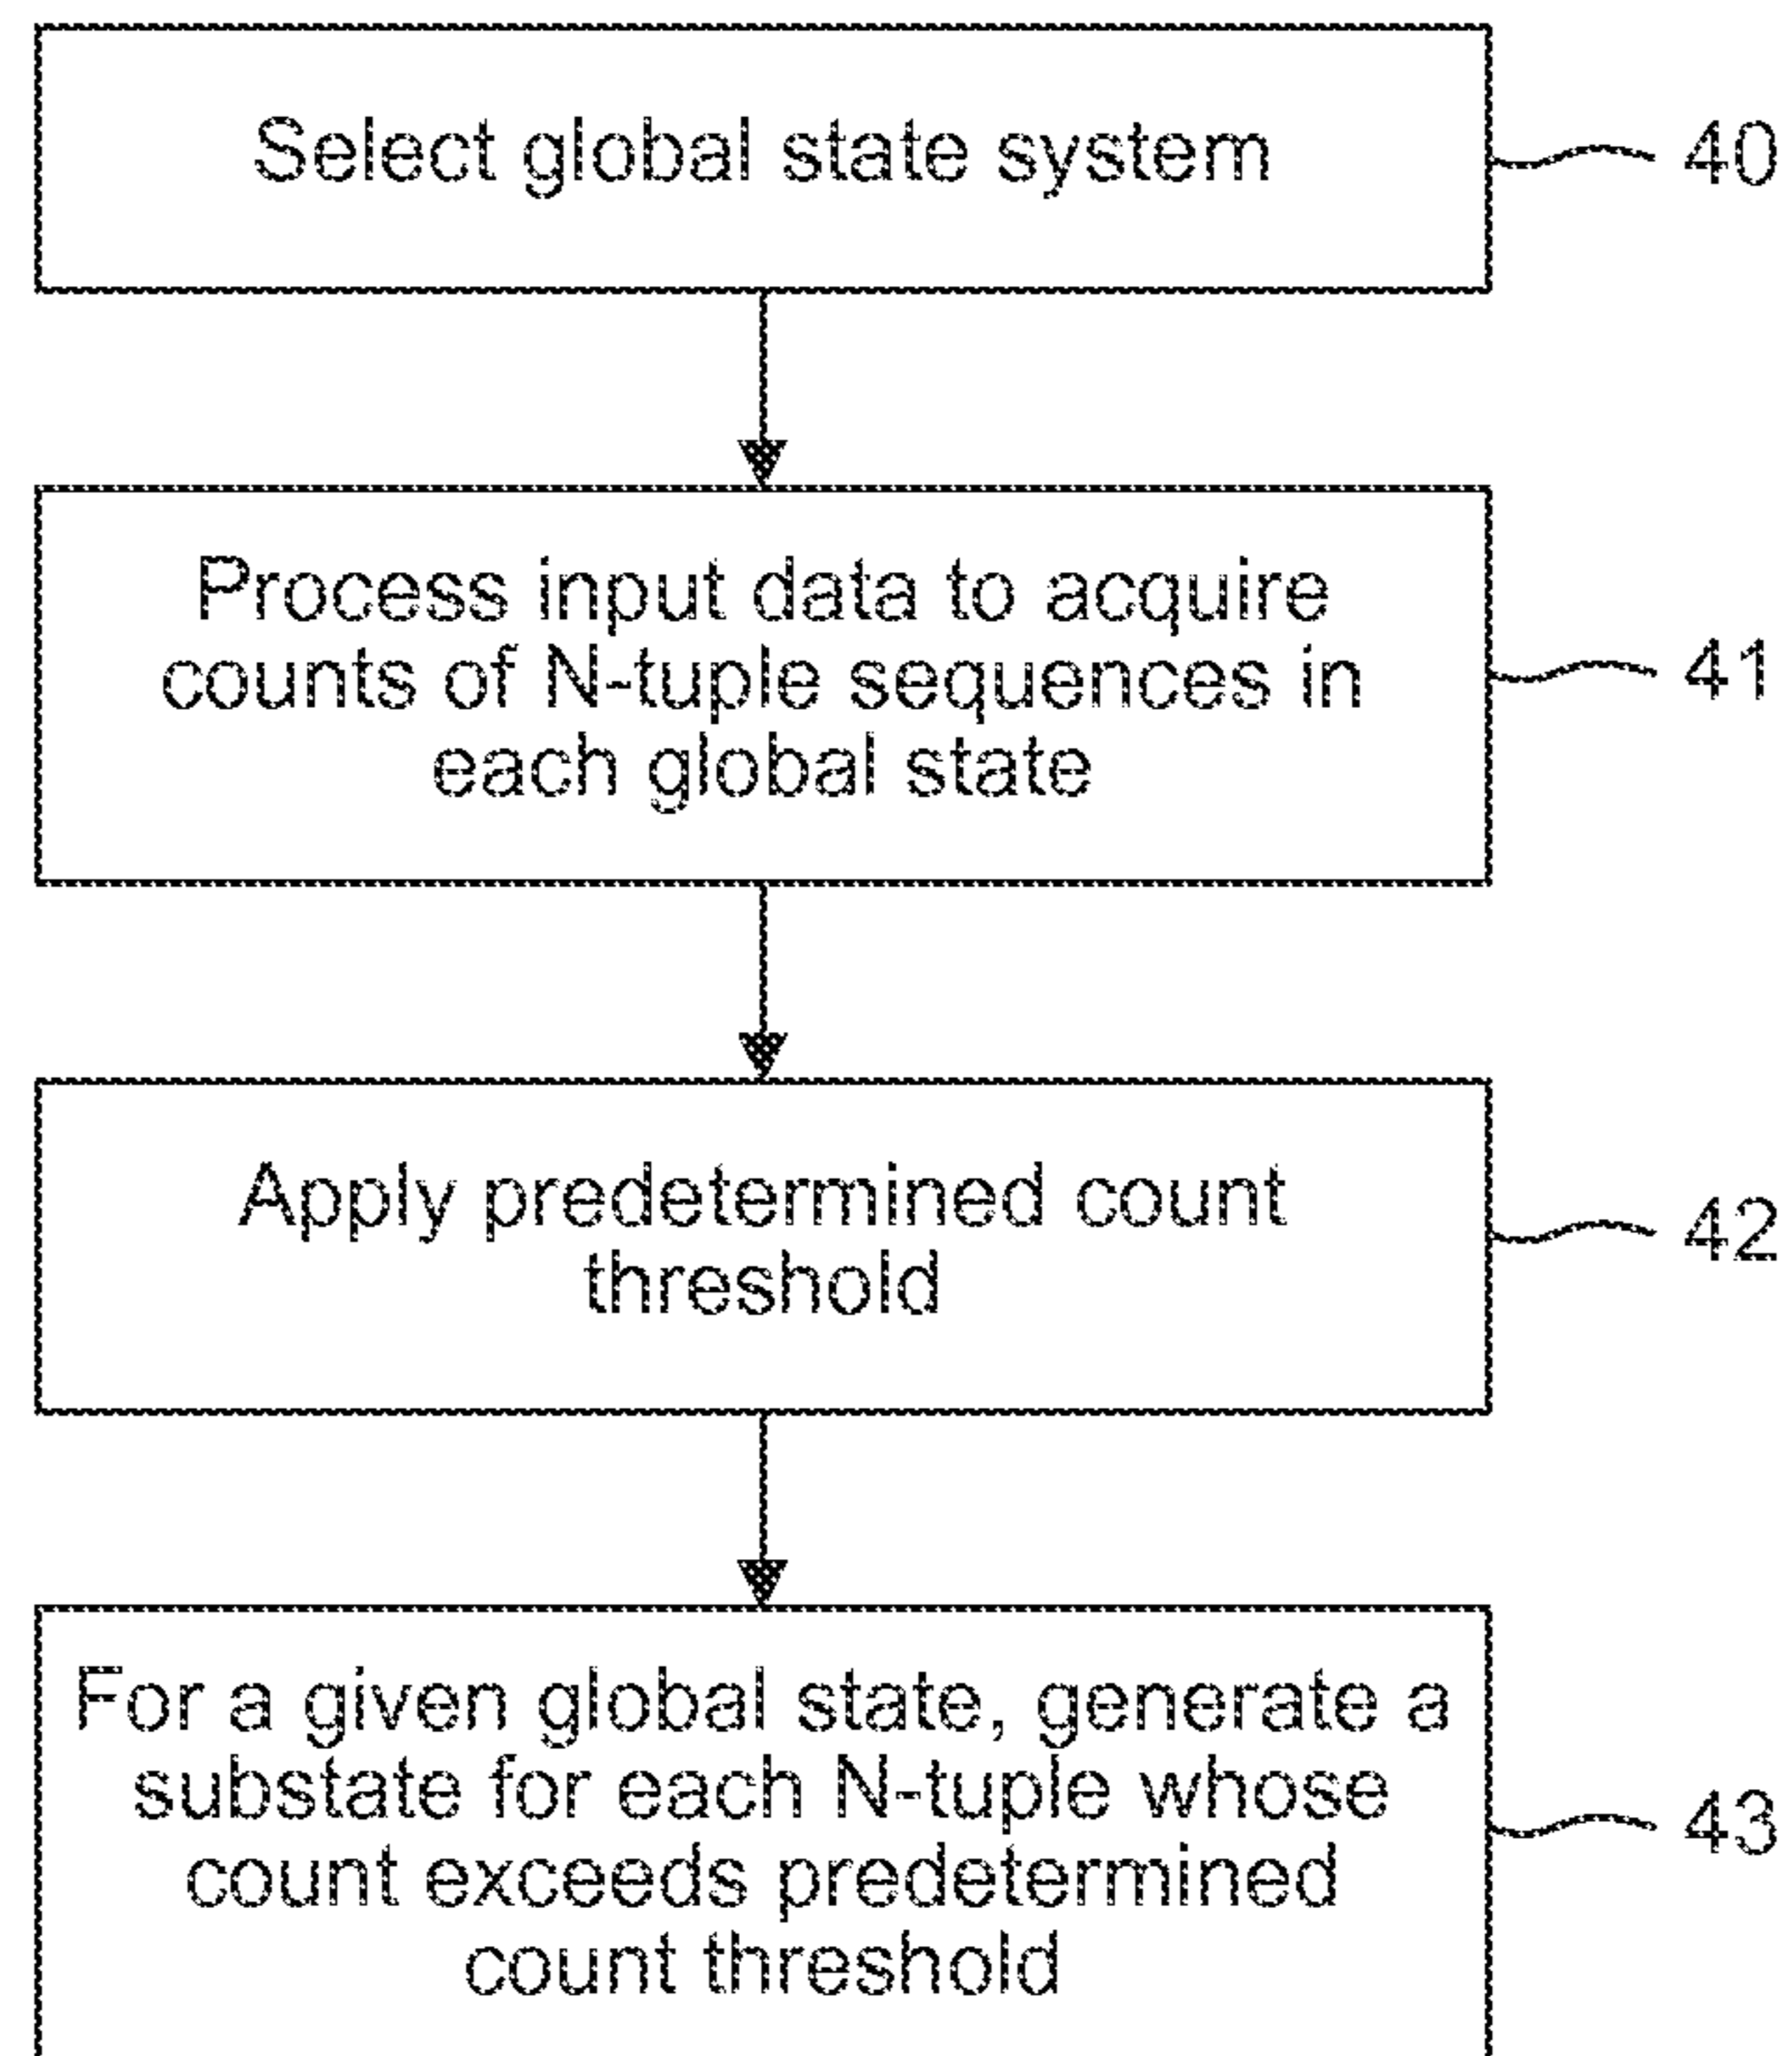 Select global state system
40
Process input data to acquire
counts of N-tuple sequences in
each global state
41
Apply predetermined count
threshold
42
For a given global state, generate a
substate for each N-tuple whose
count exceeds predetermined
count threshold
43